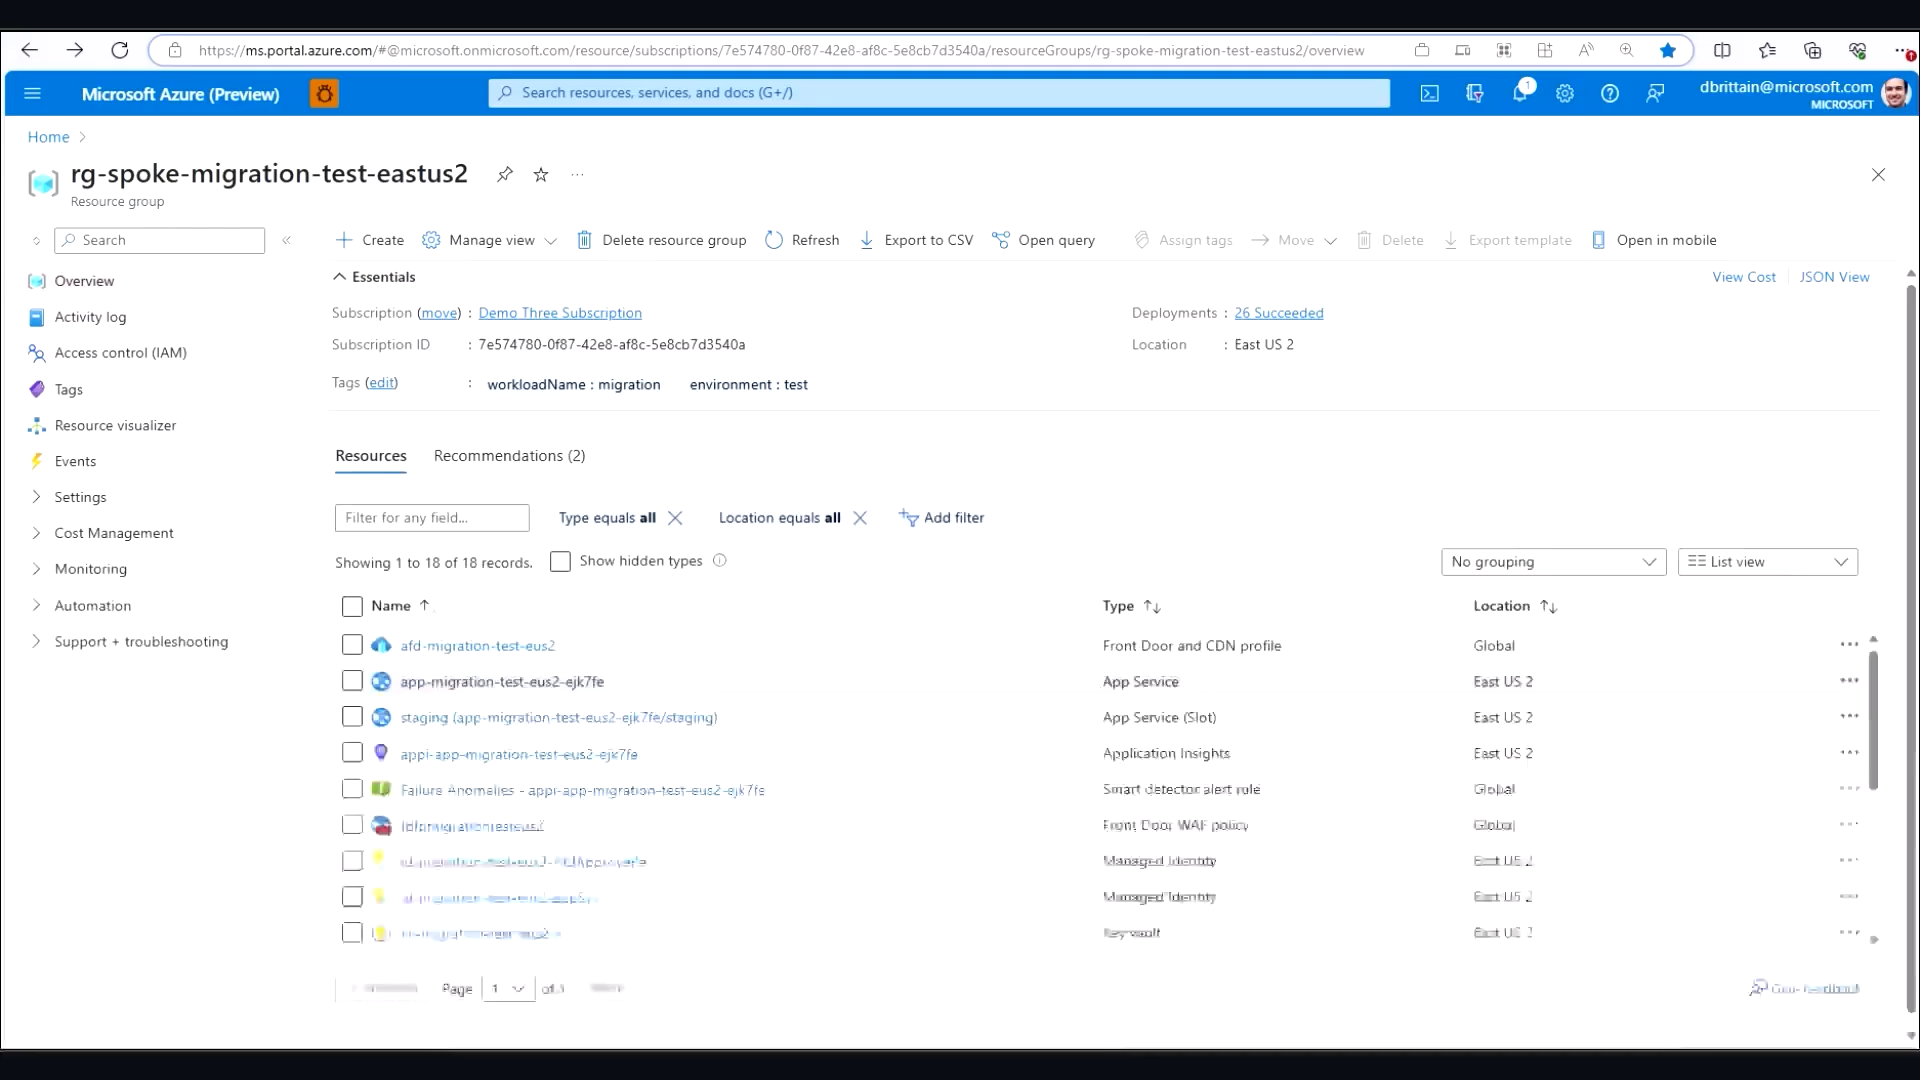 https://ms.portal.azure.com/#@microsoft.onmicrosoft.com/resource/subscriptions/7e574780-0f87-42e8-af8c-5e8cb7d3540a/resourceGroups/rg-spoke-migration-test-eastus2/overview
Microsoft Azure (Preview)
Search resources, services, and docs (G+/)
1
dbrittain@microsoft.com
MICROSOFT
Home
rg-spoke-migration-test-eastus2
Resource group
Search
Create
Manage view
Delete resource group
Refresh
Export to CSV
Open query
Assign tags
Move
Delete
Export template
Open in mobile
Overview
Activity log
Access control (IAM)
Tags
Resource visualizer
Events
Settings
Cost Management
Monitoring
Automation
Support + troubleshooting
Essentials
View Cost
JSON View
Subscription (move) : Demo Three Subscription
Deployments : 26 Succeeded
Subscription ID : 7e574780-0f87-42e8-af8c-5e8cb7d3540a
Location : East US 2
Tags (edit) : workloadName : migration environment : test
Resources
Recommendations (2)
Filter for any field...
Type equals all
Location equals all
Add filter
Showing 1 to 18 of 18 records.
Show hidden types
No grouping
List view
Name Type Location
afd-migration-test-eus2 Front Door and CDN profile Global
app-migration-test-eus2-ejk7fe App Service East US 2
staging (app-migration-test-eus2-ejk7fe/staging) App Service (Slot) East US 2
appi-app-migration-test-eus2-ejk7fe Application Insights East US 2
Failure Anomalies - appi-app-migration-test-eus2-ejk7fe Smart detector alert rule Global
Front Door WAF policy Global
Managed Identity East US 2
Managed Identity East US 2
Key vault East US 2
Page 1 of